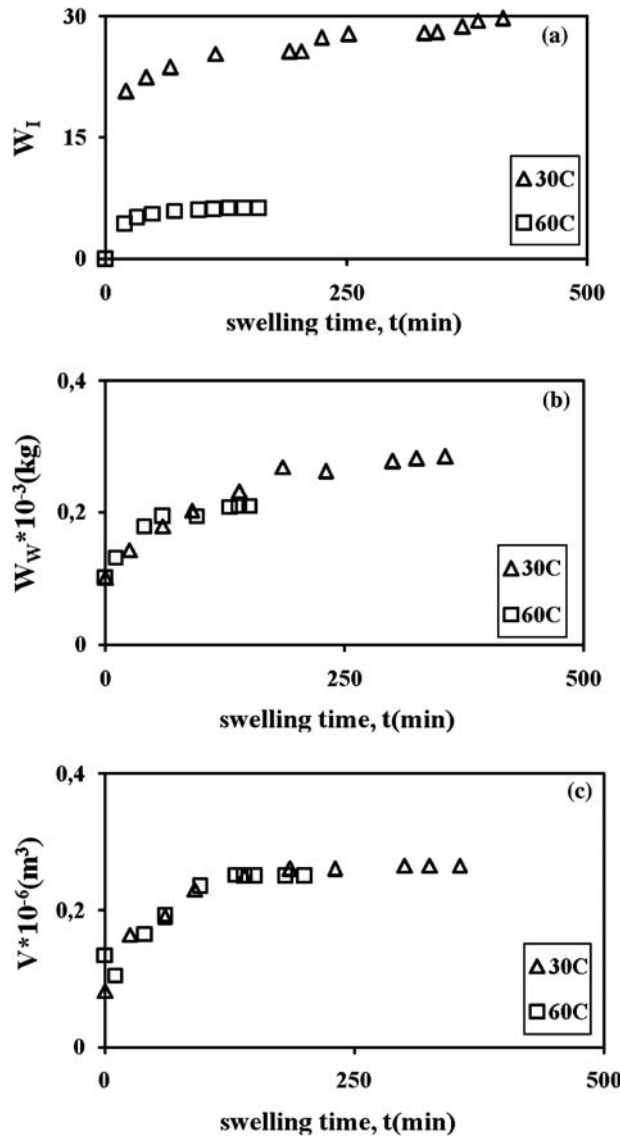 30
(a)
W_I
15
30C
60C
0
0 250 500
swelling time, t(min)
0,4
(b)
W_W*10⁻³(kg)
0,2
30C
60C
0
0 250 500
swelling time, t(min)
0,4
(c)
V*10⁻⁶(m³)
0,2
30C
60C
0
0 250 500
swelling time, t(min)